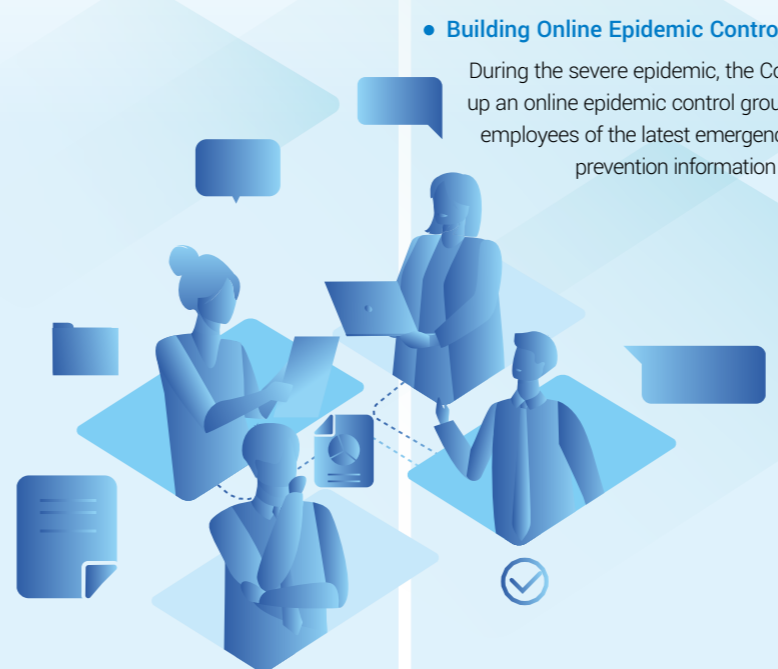 Building Online Epidemic Contro
During the severe epidemic, the Co
up an online epidemic control grou
employees of the latest emergenc
prevention information